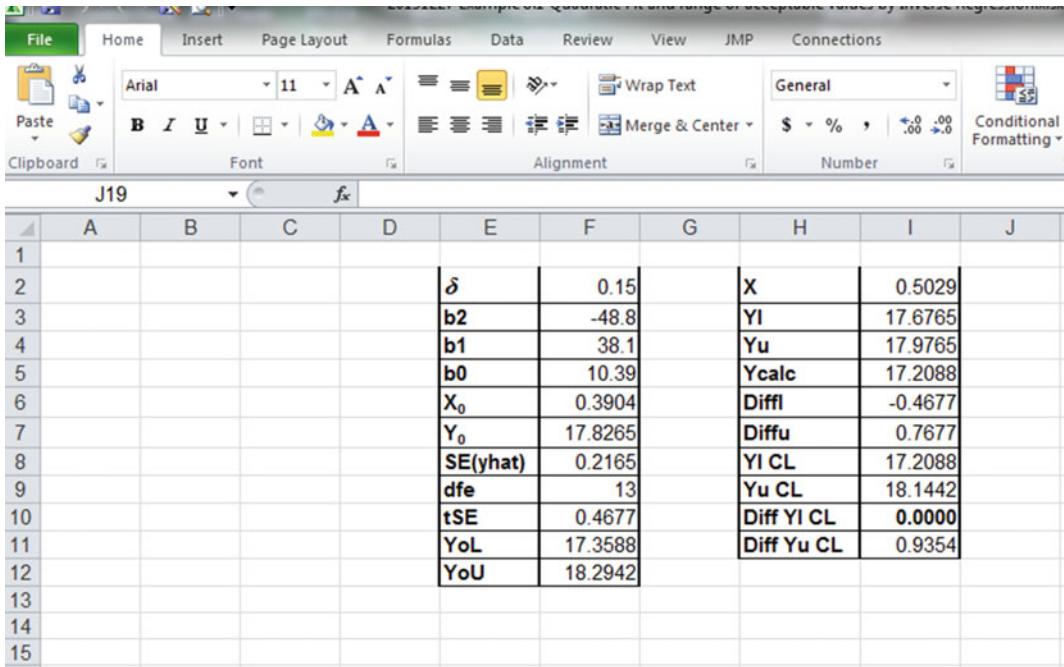 File Home Insert Page Layout Formulas Data Review View JMP Connections
Arial 11 A A Wrap Text General
Paste B I U A Merge & Center $ % , .0 .00 .00 .0 Conditional Formatting
Clipboard Font Alignment Number
J19 fx
A B C D E F G H I J
1
2 δ 0.15 X 0.5029
3 b2 -48.8 Yl 17.6765
4 b1 38.1 Yu 17.9765
5 b0 10.39 Ycalc 17.2088
6 X₀ 0.3904 Diffl -0.4677
7 Y₀ 17.8265 Diffu 0.7677
8 SE(yhat) 0.2165 Yl CL 17.2088
9 dfe 13 Yu CL 18.1442
10 tSE 0.4677 Diff Yl CL 0.0000
11 YoL 17.3588 Diff Yu CL 0.9354
12 YoU 18.2942
13
14
15